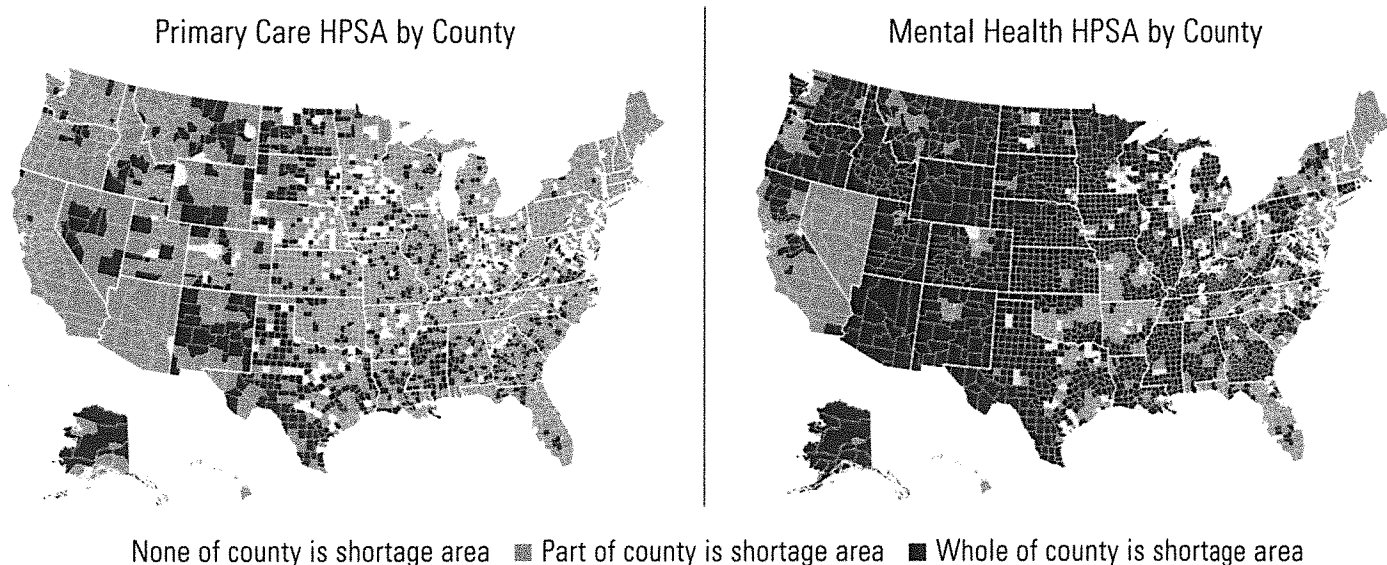 Primary Care HPSA by County
Mental Health HPSA by County
None of county is shortage area Part of county is shortage area Whole of county is shortage area